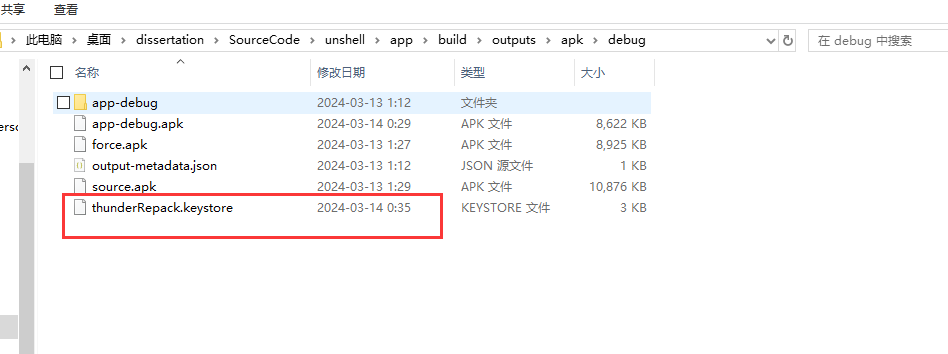 共享 查看
此电脑 > 桌面 > dissertation > SourceCode > unshell > app > build > outputs > apk > debug 在 debug 中搜索
名称 修改日期 类型 大小
app-debug 2024-03-13 1:12 文件夹
app-debug.apk 2024-03-14 0:29 APK 文件 8,622 KB
force.apk 2024-03-13 1:27 APK 文件 8,925 KB
output-metadata.json 2024-03-13 1:12 JSON 源文件 1 KB
source.apk 2024-03-13 1:29 APK 文件 10,876 KB
thunderRepack.keystore 2024-03-14 0:35 KEYSTORE 文件 3 KB